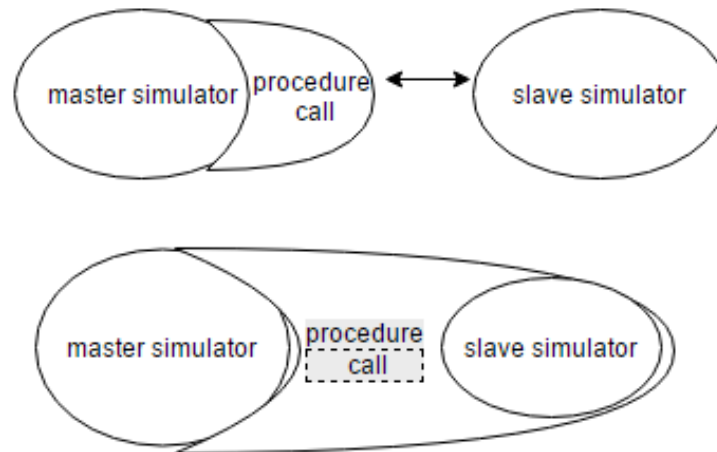 master simulator
procedure
call
slave simulator
master simulator
procedure
call
slave simulator